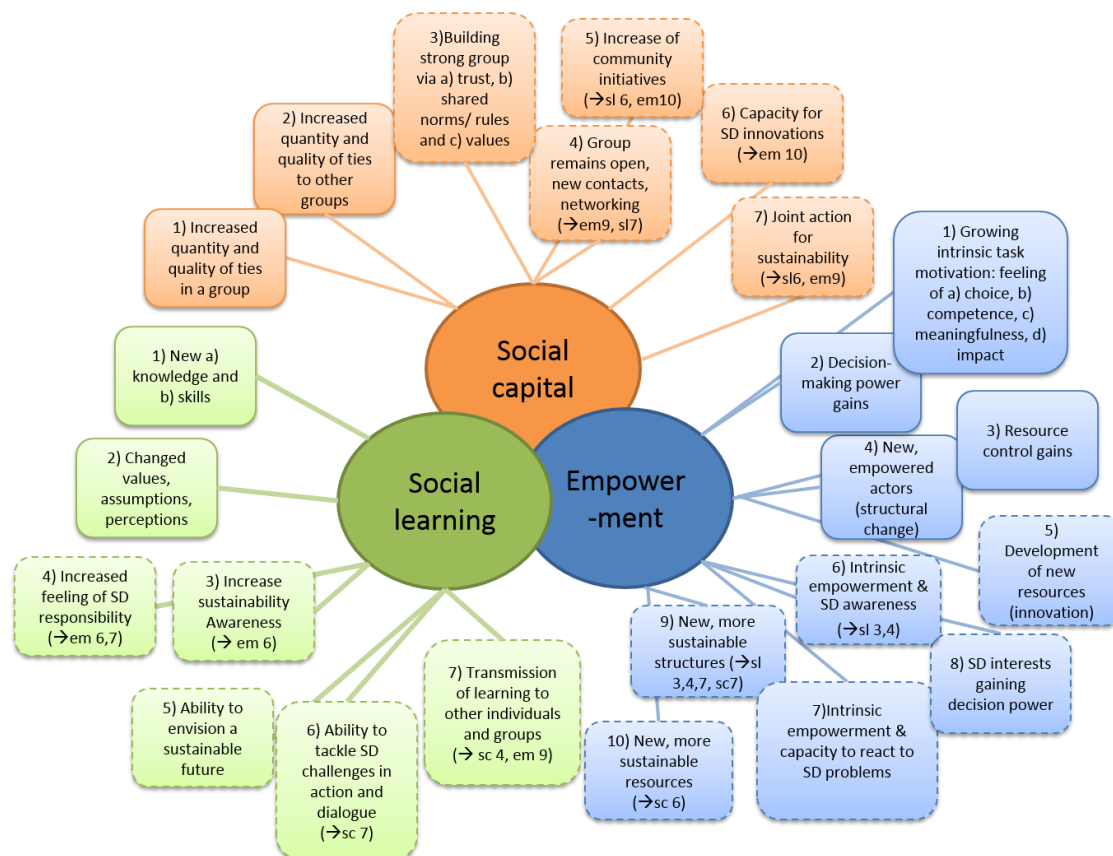 3)Building
strong group
via a) trust, b)
shared
norms/ rules
and c) values
5) Increase of
community
initiatives
(→sl 6, em10)
2) Increased
quantity and
quality of ties
to other
groups
4) Group
remains open,
new contacts,
networking
(→em9, sl7)
6) Capacity for
SD innovations
(→em 10)
1) Increased
quantity and
quality of ties
in a group
7) Joint action
for
sustainability
(→sl6, em9)
Social
capital
1) Growing
intrinsic task
motivation: feeling
of a) choice, b)
competence, c)
meaningfulness, d)
impact
2) Decision-
making power
gains
3) Resource
control gains
4) New,
empowered
actors
(structural
change)
5)
Development
of new
resources
(innovation)
Empower
-ment
6) Intrinsic
empowerment &
SD awareness
(→sl 3,4)
8) SD interests
gaining
decision power
9) New, more
sustainable
structures (→sl
3,4,7, sc7)
7)Intrinsic
empowerment &
capacity to react to
SD problems
10) New, more
sustainable
resources
(→sc 6)
1) New a)
knowledge and
b) skills
2) Changed
values,
assumptions,
perceptions
Social
learning
4) Increased
feeling of SD
responsibility
(→em 6,7)
3) Increase
sustainability
Awareness
(→ em 6)
5) Ability to
envision a
sustainable
future
6) Ability to
tackle SD
challenges in
action and
dialogue
(→sc 7)
7) Transmission
of learning to
other individuals
and groups
(→ sc 4, em 9)